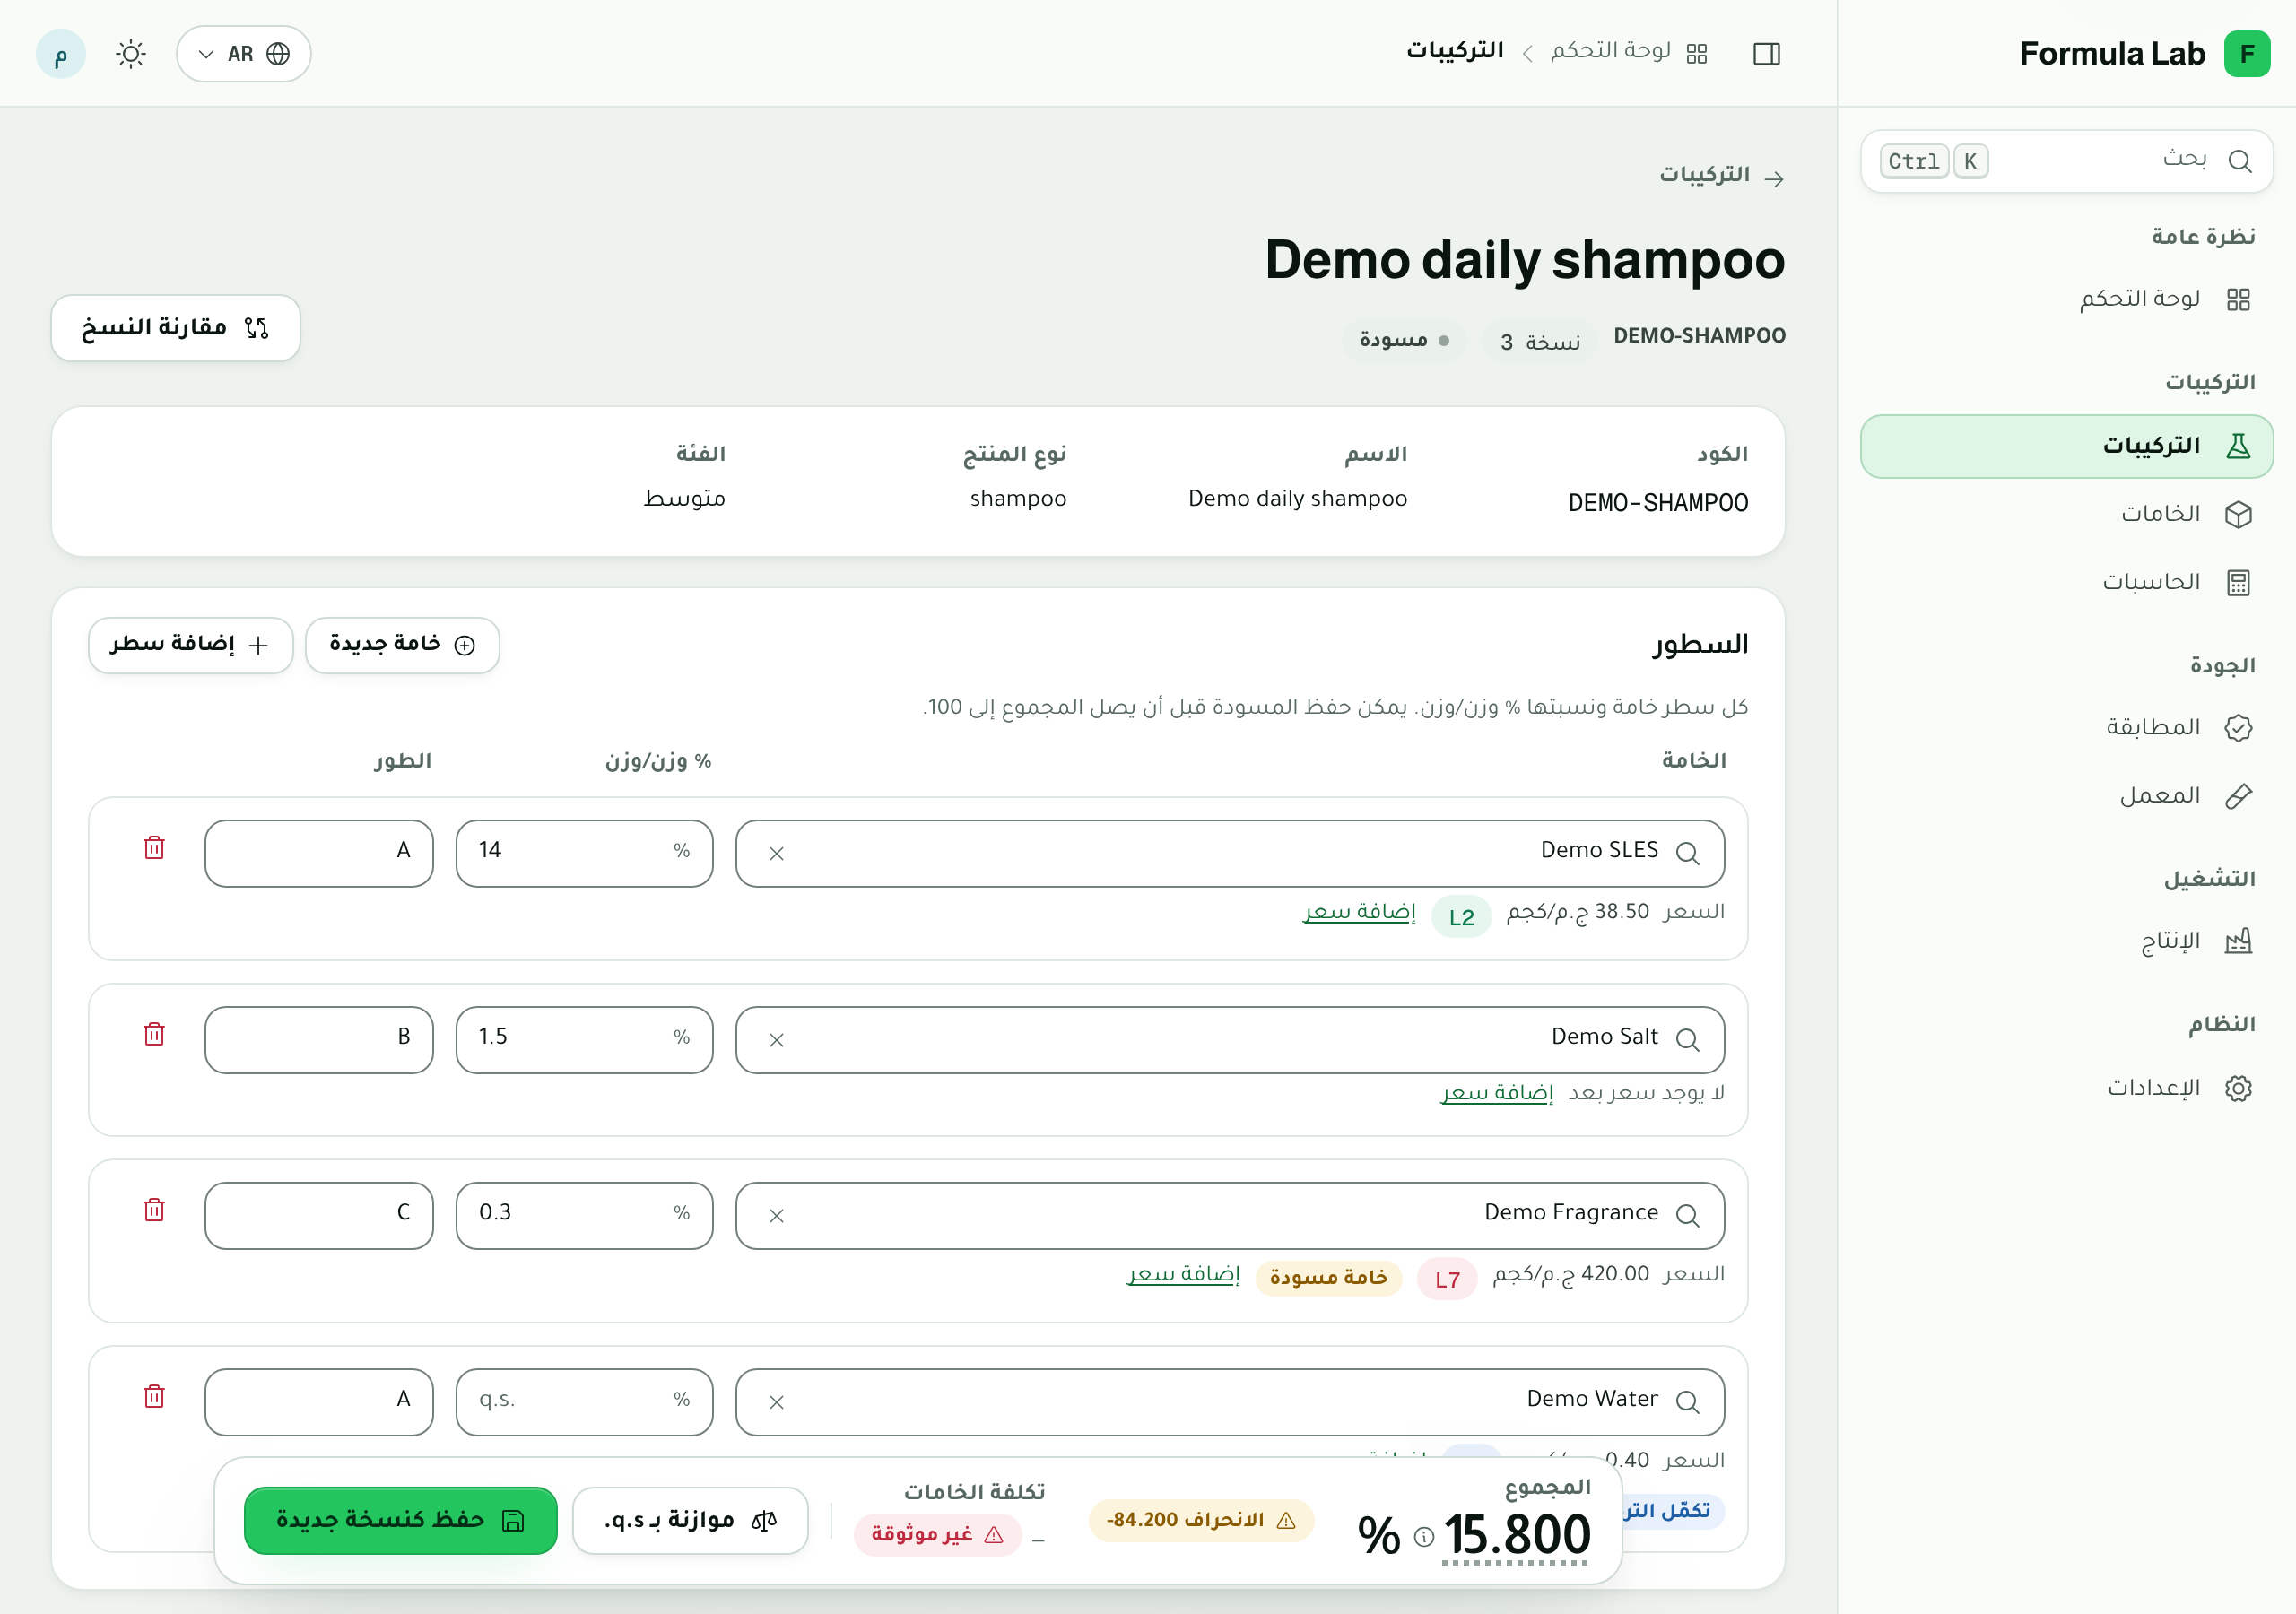 Formula Lab
F
بحث
Ctrl K
نظرة عامة
لوحة التحكم
التركيبات
التركيبات
الخامات
الحاسبات
الجودة
المطابقة
المعمل
التشغيل
الإنتاج
النظام
الإعدادات
لوحة التحكم
التركيبات
AR
م
التركيبات
Demo daily shampoo
DEMO-SHAMPOO
نسخة 3
مسودة
مقارنة النسخ
الكود
DEMO-SHAMPOO
الاسم
Demo daily shampoo
نوع المنتج
shampoo
الفئة
متوسط
السطور
خامة جديدة
إضافة سطر
كل سطر خامة ونسبتها % وزن/وزن. يمكن حفظ المسودة قبل أن يصل المجموع إلى 100.
الخامة
% وزن/وزن
الطور
Demo SLES
% 14
A
السعر 38.50 ج.م/كجم L2 إضافة سعر
Demo Salt
% 1.5
B
لا يوجد سعر بعد إضافة سعر
Demo Fragrance
% 0.3
C
السعر 420.00 ج.م/كجم L7 خامة مسودة إضافة سعر
Demo Water
% q.s.
A
السعر 0.40
تكمّل
المجموع
15.800 %
الانحراف -84.200
تكلفة الخامات
– غير موثوقة
موازنة بـ q.s.
حفظ كنسخة جديدة